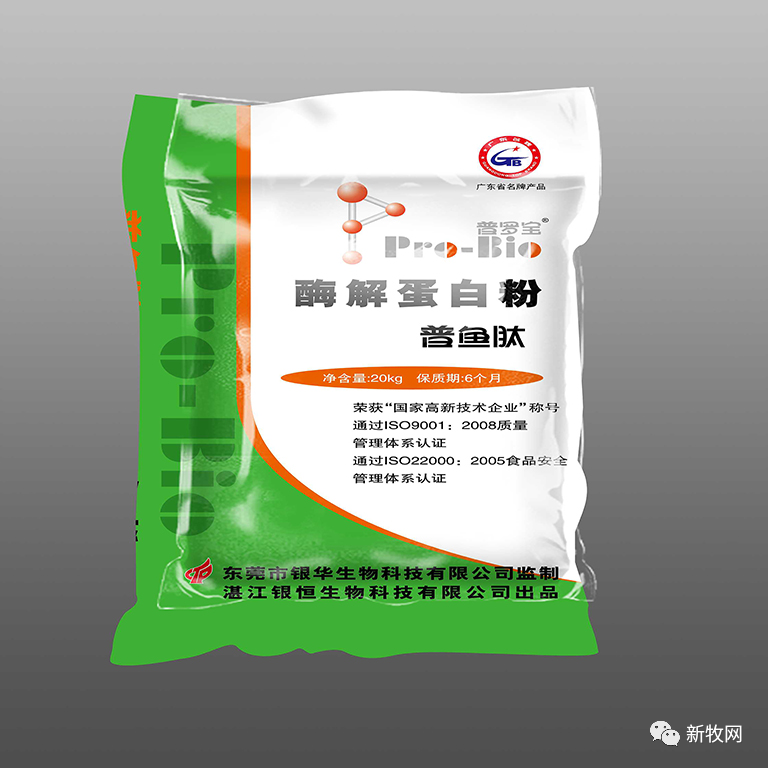 GTB
广东省名牌产品
普罗宝®
Pro-Bio
酶解蛋白粉
普鱼肽
净含量:20kg 保质期:6个月
荣获“国家高新技术企业”称号
通过ISO9001：2008质量
管理体系认证
通过ISO22000：2005食品安全
管理体系认证
Pro-Bio
东莞市银华生物科技有限公司监制
湛江银恒生物科技有限公司出品
新牧网